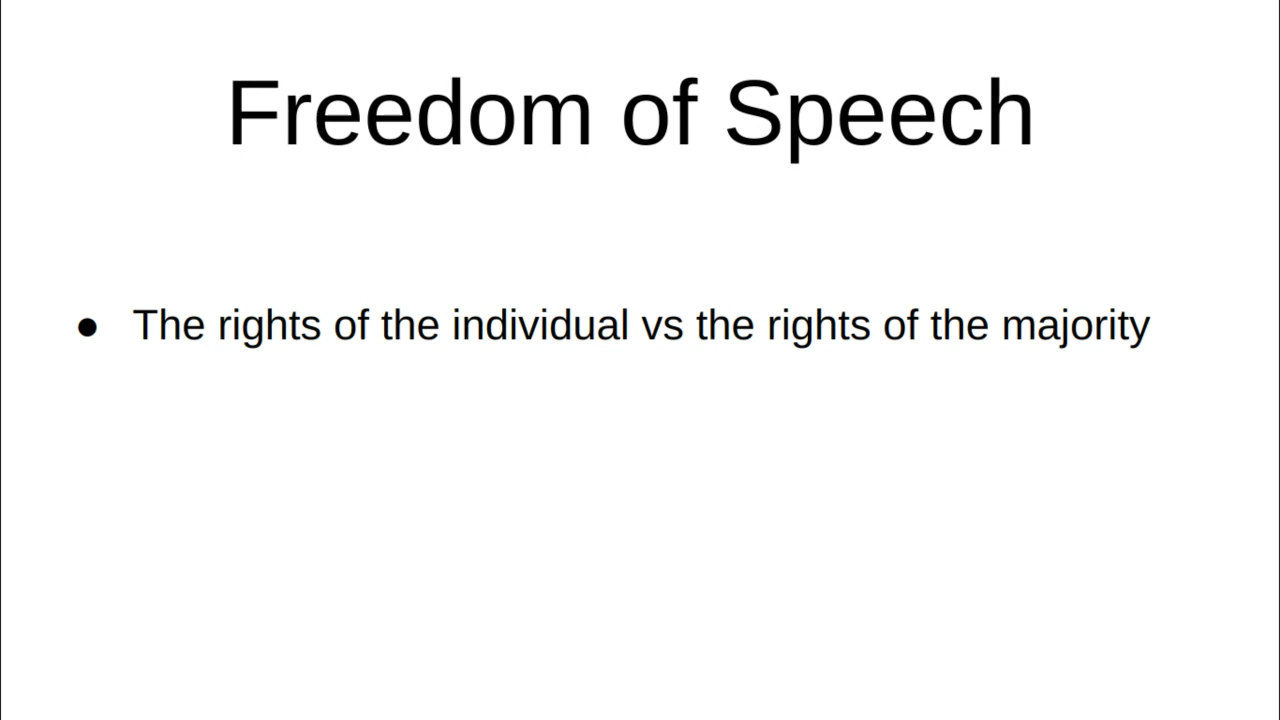 Freedom of Speech
● The rights of the individual vs the rights of the majority